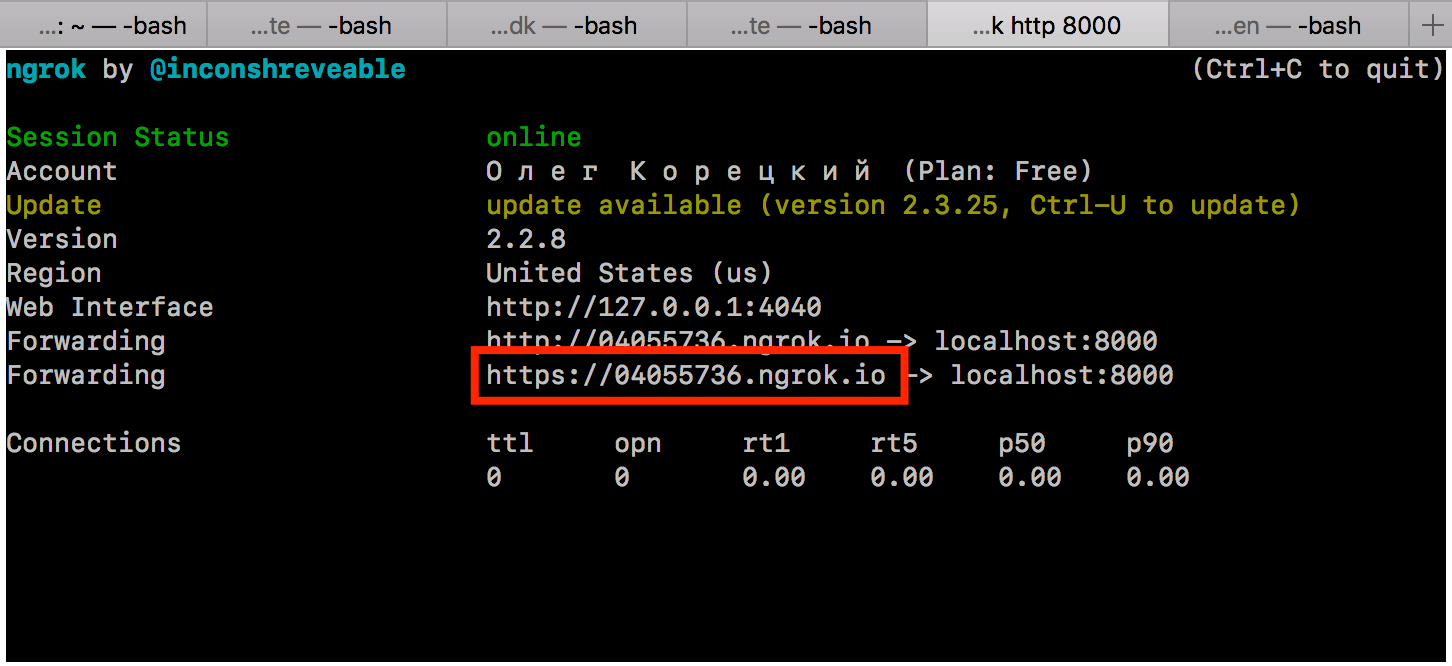 ...: ~ — -bash ...te — -bash ...dk — -bash ...te — -bash ...k http 8000 ...en — -bash +
ngrok by @inconshreveable (Ctrl+C to quit)
Session Status online
Account О л е г К о р е ц к и й (Plan: Free)
Update update available (version 2.3.25, Ctrl-U to update)
Version 2.2.8
Region United States (us)
Web Interface http://127.0.0.1:4040
Forwarding http://04055736.ngrok.io -> localhost:8000
Forwarding https://04055736.ngrok.io -> localhost:8000
Connections ttl opn rt1 rt5 p50 p90
0 0 0.00 0.00 0.00 0.00